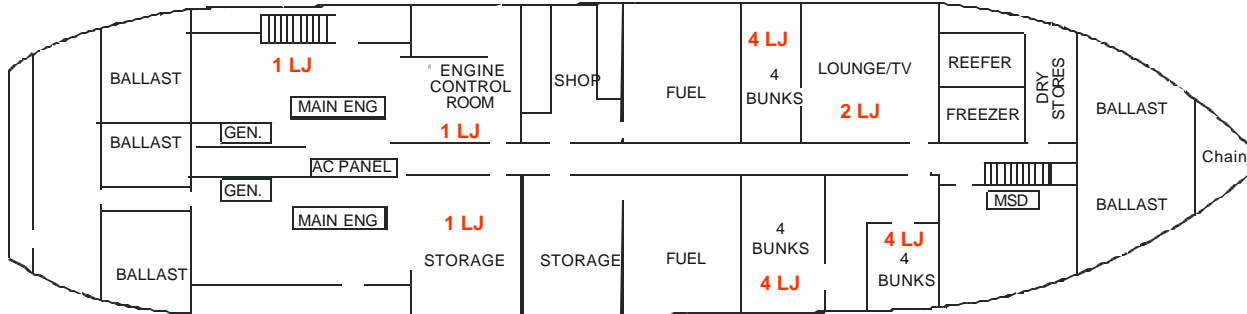 BALLAST
1 LJ
MAIN ENG
GEN.
ENGINE
CONTROL
ROOM
1 LJ
SHOP
FUEL
4 LJ
4
BUNKS
LOUNGE/TV
2 LJ
REEFER
FREEZER
DRY
STORES
BALLAST
Chain
BALLAST
AC PANEL
GEN.
MAIN ENG
1 LJ
STORAGE
STORAGE
FUEL
4
BUNKS
4 LJ
4 LJ
4
BUNKS
MSD
BALLAST
BALLAST